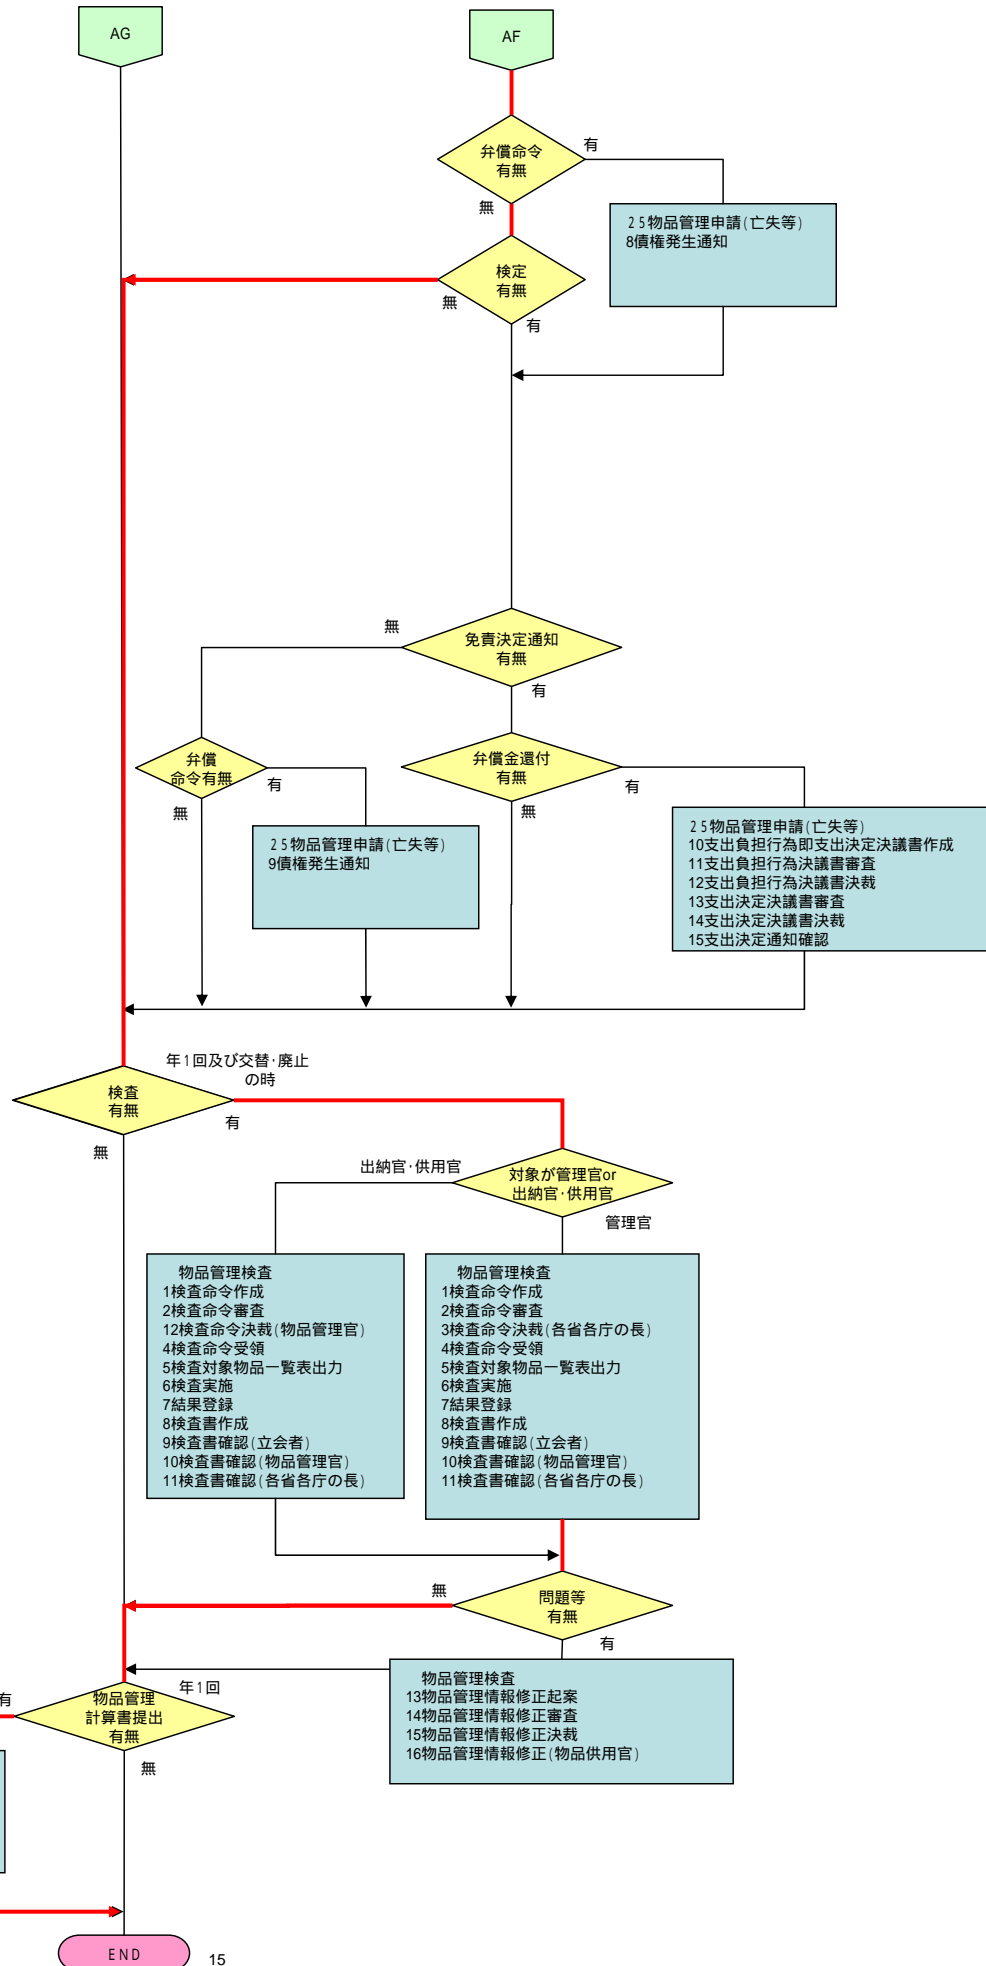 AG
AF
弁償命令
有無
有
無
25物品管理申請(亡失等)
8債権発生通知
検定
有無
無
有
免責決定通知
有無
無
有
弁償
命令有無
有
無
弁償金還付
有無
有
無
25物品管理申請(亡失等)
9債権発生通知
25物品管理申請(亡失等)
10支出負担行為即支出決定決議書作成
11支出負担行為決議書審査
12支出負担行為決議書決裁
13支出決定決議書審査
14支出決定決議書決裁
15支出決定通知確認
年1回及び交替・廃止
の時
検査
有無
有
無
出納官・供用官
対象が管理官or
出納官・供用官
管理官
物品管理検査
1検査命令作成
2検査命令審査
12検査命令決裁(物品管理官)
4検査命令受領
5検査対象物品一覧表出力
6検査実施
7結果登録
8検査書作成
9検査書確認(立会者)
10検査書確認(物品管理官)
11検査書確認(各省各庁の長)
物品管理検査
1検査命令作成
2検査命令審査
3検査命令決裁(各省各庁の長)
4検査命令受領
5検査対象物品一覧表出力
6検査実施
7結果登録
8検査書作成
9検査書確認(立会者)
10検査書確認(物品管理官)
11検査書確認(各省各庁の長)
問題等
有無
無
有
物品管理検査
13物品管理情報修正起案
14物品管理情報修正審査
15物品管理情報修正決裁
16物品管理情報修正(物品供用官)
年1回
物品管理
計算書提出
有無
有
無
END
15